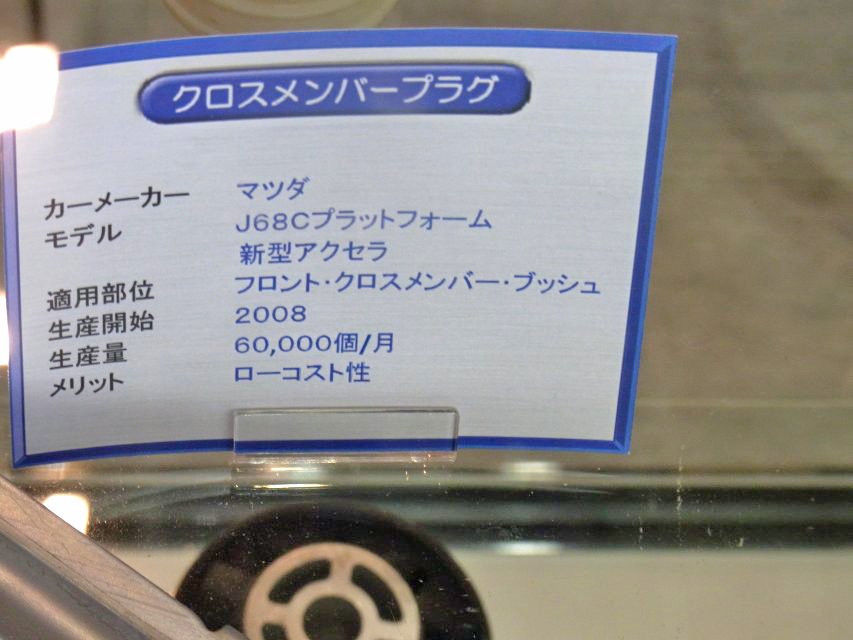 クロスメンバープラグ
カーメーカー マツダ
モデル J68Cプラットフォーム
新型アクセラ
適用部位 フロント・クロスメンバー・ブッシュ
生産開始 2008
生産量 60,000個/月
メリット ローコスト性